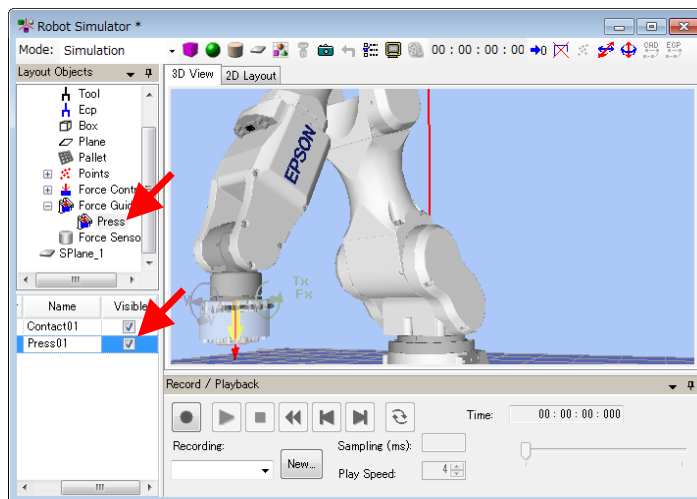 Robot Simulator *
Mode: Simulation
00 : 00 : 00 : 00
CAD
ECP
Layout Objects
3D View
2D Layout
Tool
Ecp
Box
Plane
Pallet
Points
Force Contr
Force Guid
Press
Force Senso
SPlane_1
EPSON
Tx
Fx
Name
Visible
Contact01
Press01
Record / Playback
Time:
00 : 00 : 00 : 000
Recording:
Sampling (ms):
New...
Play Speed:
4